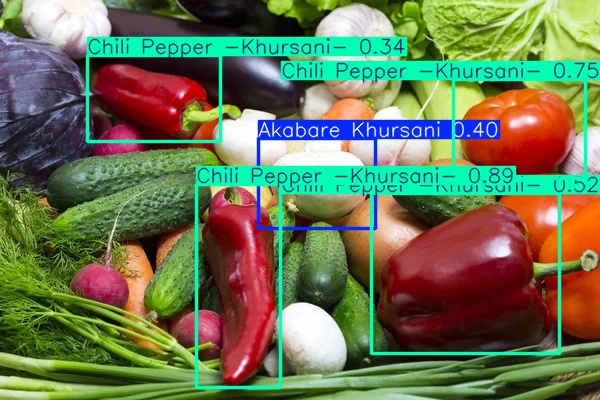 Chili Pepper -Khursani- 0.34
Chili Pepper -Khursani- 0.75
Akabare Khursani 0.40
Chili Pepper -Khursani- 0.89
Chili Pepper -Khursani- 0.52